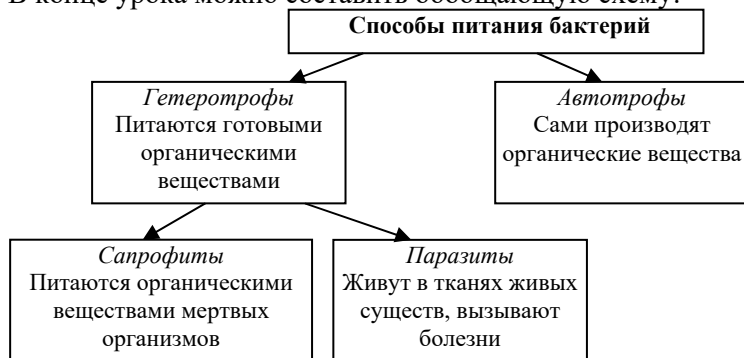 В конце урока можно составить обобщающую схему:
Способы питания бактерий
Гетеротрофы
Питаются готовыми
органическими
веществами
Автотрофы
Сами производят
органические вещества
Сапрофиты
Питаются органическими
веществами мертвых
организмов
Паразиты
Живут в тканях живых
существ, вызывают
болезни